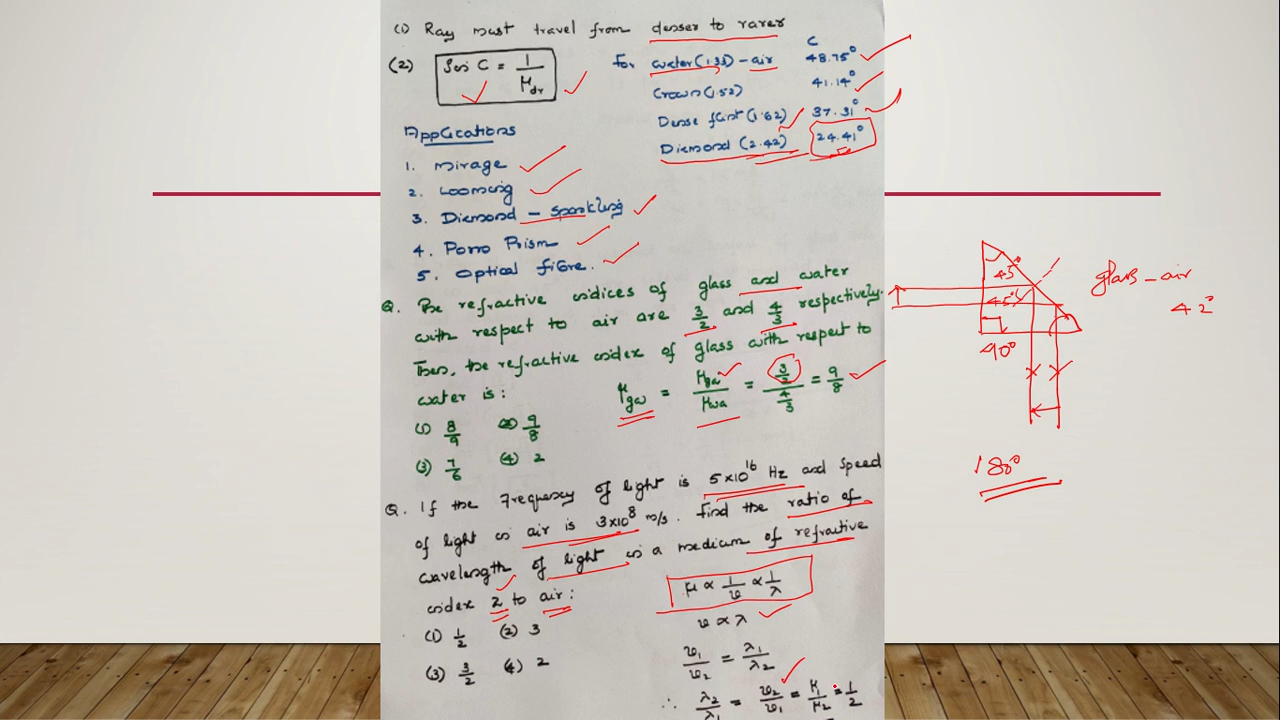 (1) Ray must travel from denser to rarer
(2) Sin C = 1/μdr
For water(1.33) - air C 48.75°
Crown(1.52) 41.14°
Dense flint(1.62) 37.31°
Diamond (2.42) 24.41°
Applications
1. Mirage
2. Looming
3. Diamond - sparkling
4. Porro Prism
5. Optical fibre.
Q. The refractive indices of glass and water
with respect to air are 3/2 and 4/3 respectively.
Then, the refractive index of glass with respect to
water is:
μgw = μga/μwa = (3/2)/(4/3) = 9/8
(1) 8/9 (2) 9/8
(3) 7/6 (4) 2
Q. If the frequency of light is 5×10^16 Hz and speed
of light in air is 3×10^8 m/s. Find the ratio of
wavelength of light in a medium of refractive
index 2 to air:
(1) 1/2 (2) 3
(3) 3/2 (4) 2
μ ∝ 1/v ∝ 1/λ
v ∝ λ
v1/v2 = λ1/λ2
∴ λ2/λ1 = v2/v1 = μ1/μ2 = 1/2
45°
45°
90°
glass - air
42°
180°